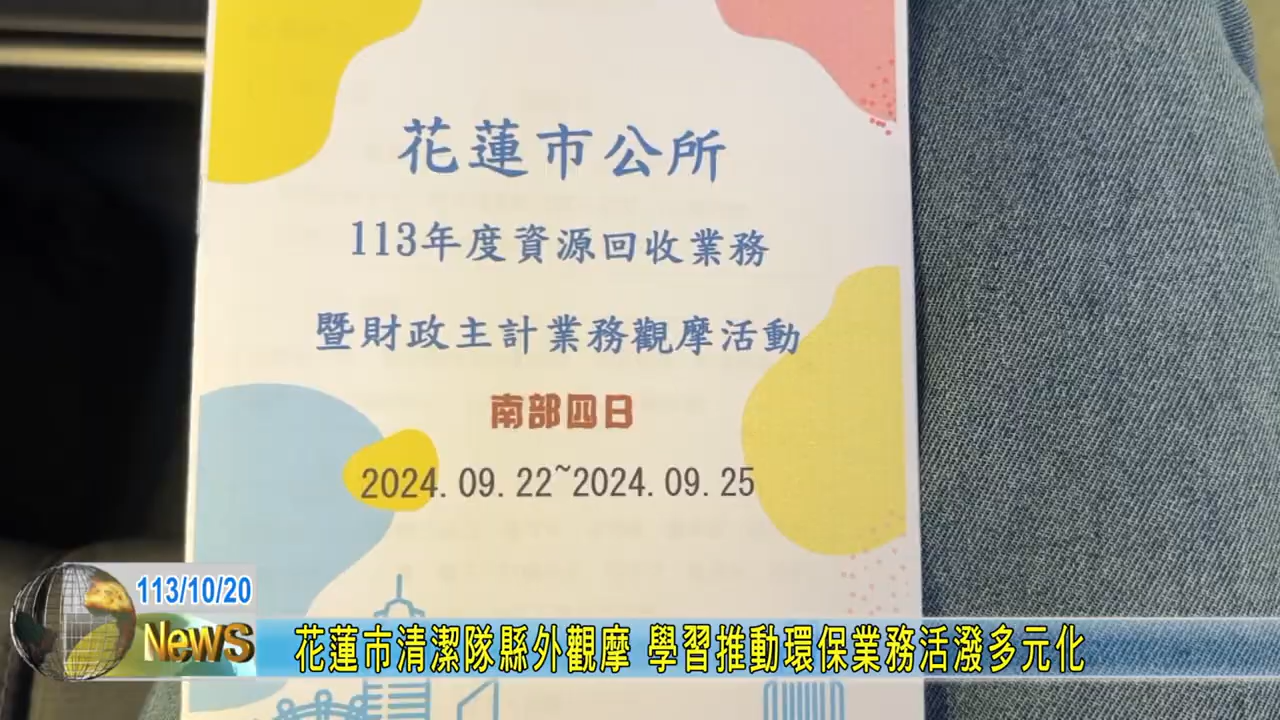 花蓮市公所
113年度資源回收業務
暨財政主計業務觀摩活動
南部四日
2024.09.22~2024.09.25
113/10/20
NewS
花蓮市清潔隊縣外觀摩 學習推動環保業務活潑多元化